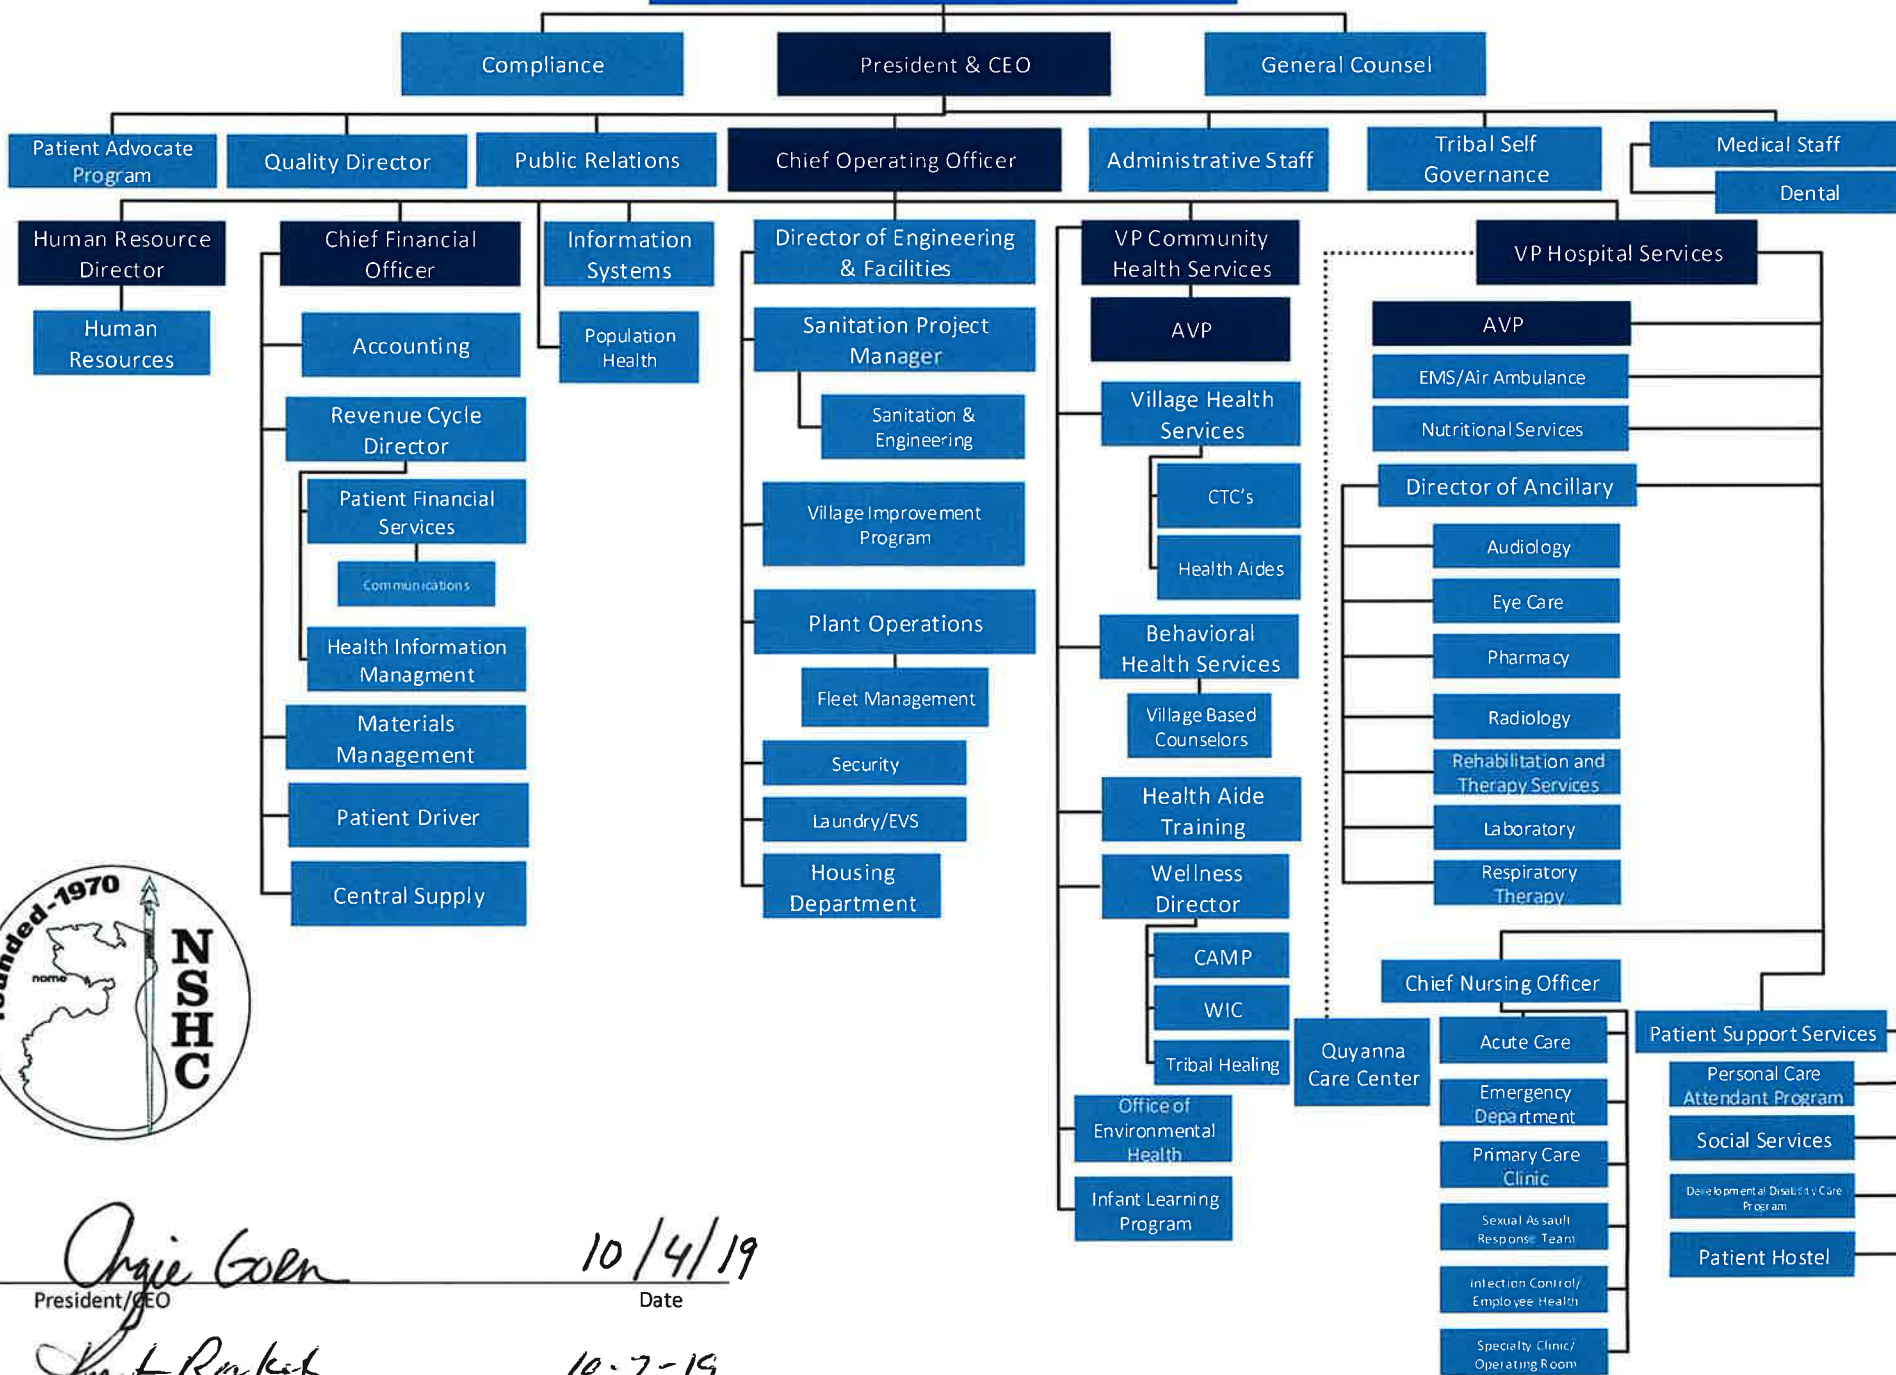 Compliance
President & CEO
General Counsel
Patient Advocate
Program
Quality Director
Public Relations
Chief Operating Officer
Administrative Staff
Tribal Self
Governance
Medical Staff
Dental
Human Resource
Director
Human
Resources
Chief Financial
Officer
Accounting
Revenue Cycle
Director
Patient Financial
Services
Communications
Health Information
Managment
Materials
Management
Patient Driver
Central Supply
Information
Systems
Population
Health
Director of Engineering
& Facilities
Sanitation Project
Manager
Sanitation &
Engineering
Village Improvement
Program
Plant Operations
Fleet Management
Security
Laundry/EVS
Housing
Department
VP Community
Health Services
AVP
Village Health
Services
CTC's
Health Aides
Behavioral
Health Services
Village Based
Counselors
Health Aide
Training
Wellness
Director
CAMP
WIC
Tribal Healing
Office of
Environmental
Health
Infant Learning
Program
VP Hospital Services
AVP
EMS/Air Ambulance
Nutritional Services
Director of Ancillary
Audiology
Eye Care
Pharmacy
Radiology
Rehabilitation and
Therapy Services
Laboratory
Respiratory
Therapy
Quyanna
Care Center
Chief Nursing Officer
Acute Care
Emergency
Department
Primary Care
Clinic
Sexual Assault
Response Team
Infection Control/
Employee Health
Specialty Clinic/
Operating Room
Patient Support Services
Personal Care
Attendant Program
Social Services
Developmental Disability Care
Program
Patient Hostel
Founded-1970
nome
NSHC
Angie Gorn
10/4/19
President/CEO
Date
10-7-19